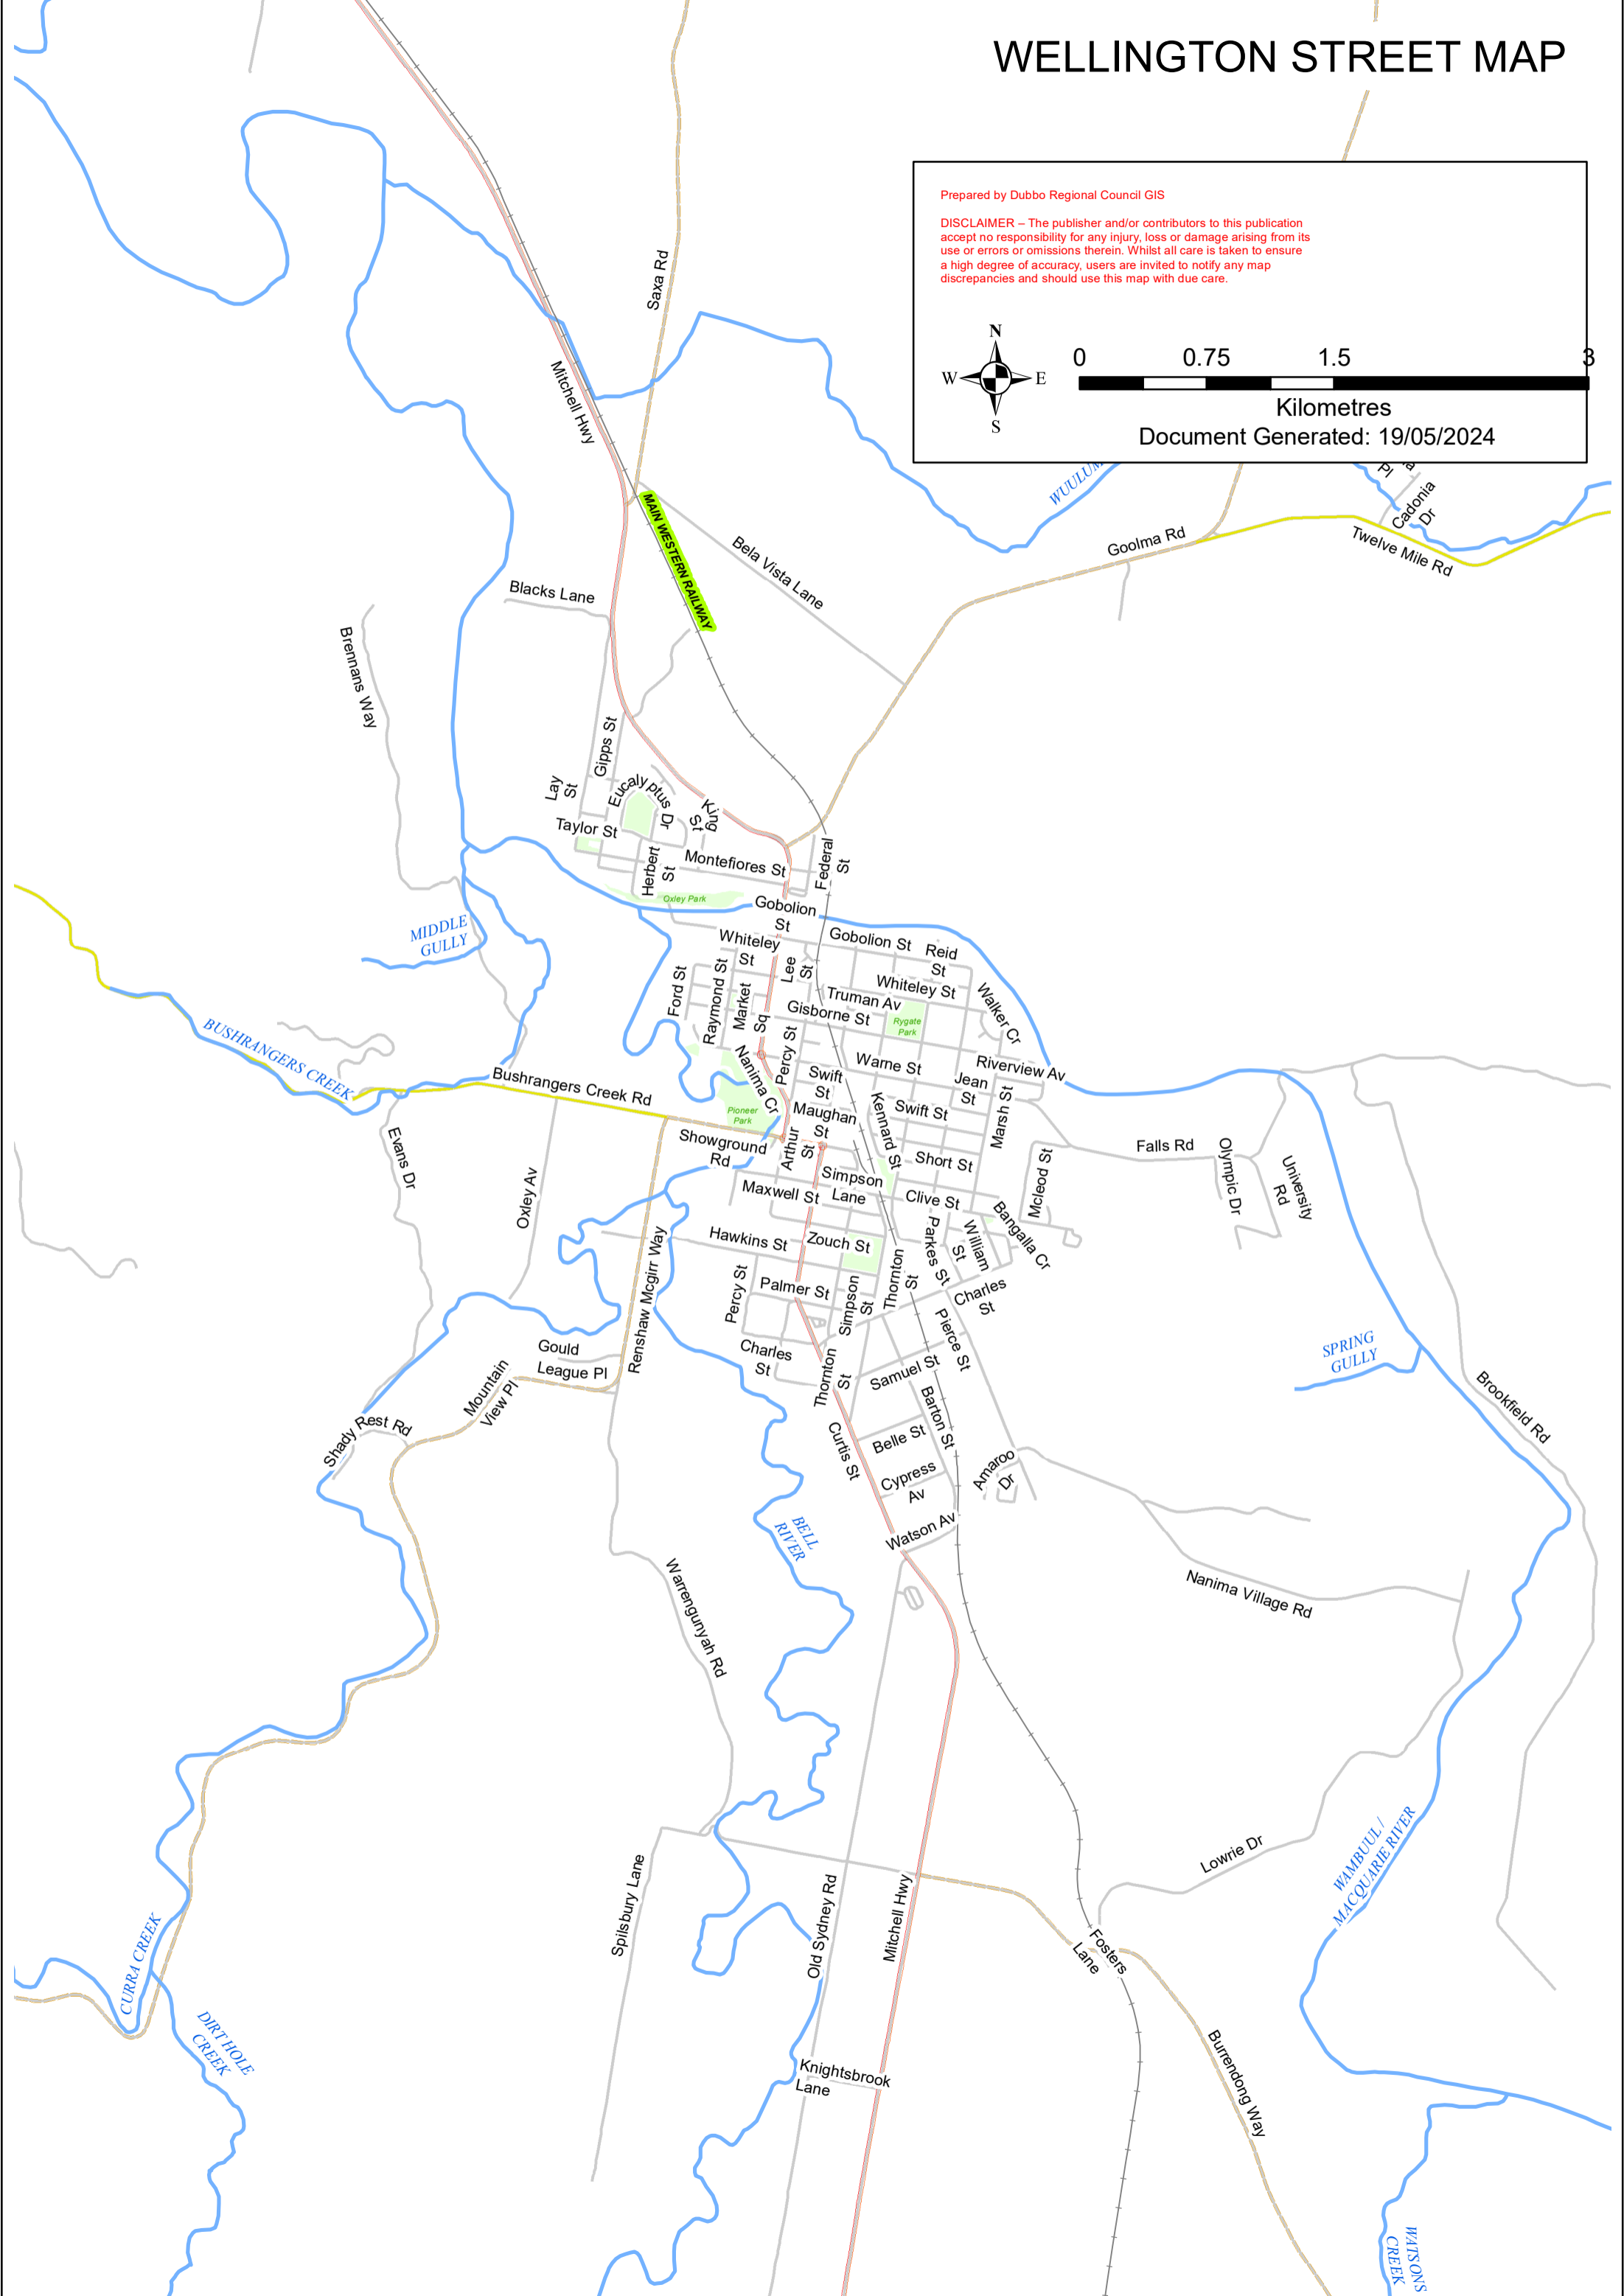 WELLINGTON STREET MAP
Prepared by Dubbo Regional Council GIS
DISCLAIMER – The publisher and/or contributors to this publication
accept no responsibility for any injury, loss or damage arising from its
use or errors or omissions therein. Whilst all care is taken to ensure
a high degree of accuracy, users are invited to notify any map
discrepancies and should use this map with due care.
N
W
E
S
0
0.75
1.5
3
Kilometres
Document Generated: 19/05/2024
Saxa Rd
Mitchell Hwy
MAIN WESTERN RAILWAY
Bela Vista Lane
Pl
Cadonia
Dr
Goolma Rd
Twelve Mile Rd
Blacks Lane
Brennans Way
Gipps St
Lay
St
Eucalyptus
Dr
King
St
Taylor St
Herbert
St
Montefiores St
Federal
St
Oxley Park
Gobolion
St
MIDDLE
GULLY
Whiteley
St
Gobolion St
Reid
St
Lee
St
Ford St
Raymond St
Market
Sq
Whiteley St
Truman Av
Walker Cr
Gisborne St
Rygate
Park
BUSHRANGERS CREEK
Nanima Cr
Percy St
Warne St
Riverview Av
Bushrangers Creek Rd
Swift
St
Jean
St
Pioneer
Park
Maughan
St
Kennard St
Swift St
Marsh St
Evans Dr
Showground
Rd
Arthur
St
Falls Rd
Mcleod St
Olympic Dr
University
Rd
Short St
Simpson
Lane
Oxley Av
Maxwell St
Clive St
Bangalla Cr
Parkes St
William
St
Renshaw Mcgirr Way
Hawkins St
Zouch St
Thornton
St
Percy St
Palmer St
Simpson
St
Charles
St
Pierce St
Gould
League Pl
Charles
St
SPRING
GULLY
Mountain
View Pl
Thornton
St
Samuel St
Barton St
Brookfield Rd
Shady Rest Rd
Curtis St
Belle St
Cypress
Av
Amaroo
Dr
BELL
RIVER
Watson Av
Warrengunyah Rd
Nanima Village Rd
WAMBUUL /
MACQUARIE RIVER
Lowrie Dr
Spilsbury Lane
Old Sydney Rd
Mitchell Hwy
Fosters
Lane
CURRA CREEK
DIRT HOLE
CREEK
Knightsbrook
Lane
Burrendong Way
WATSONS
CREEK